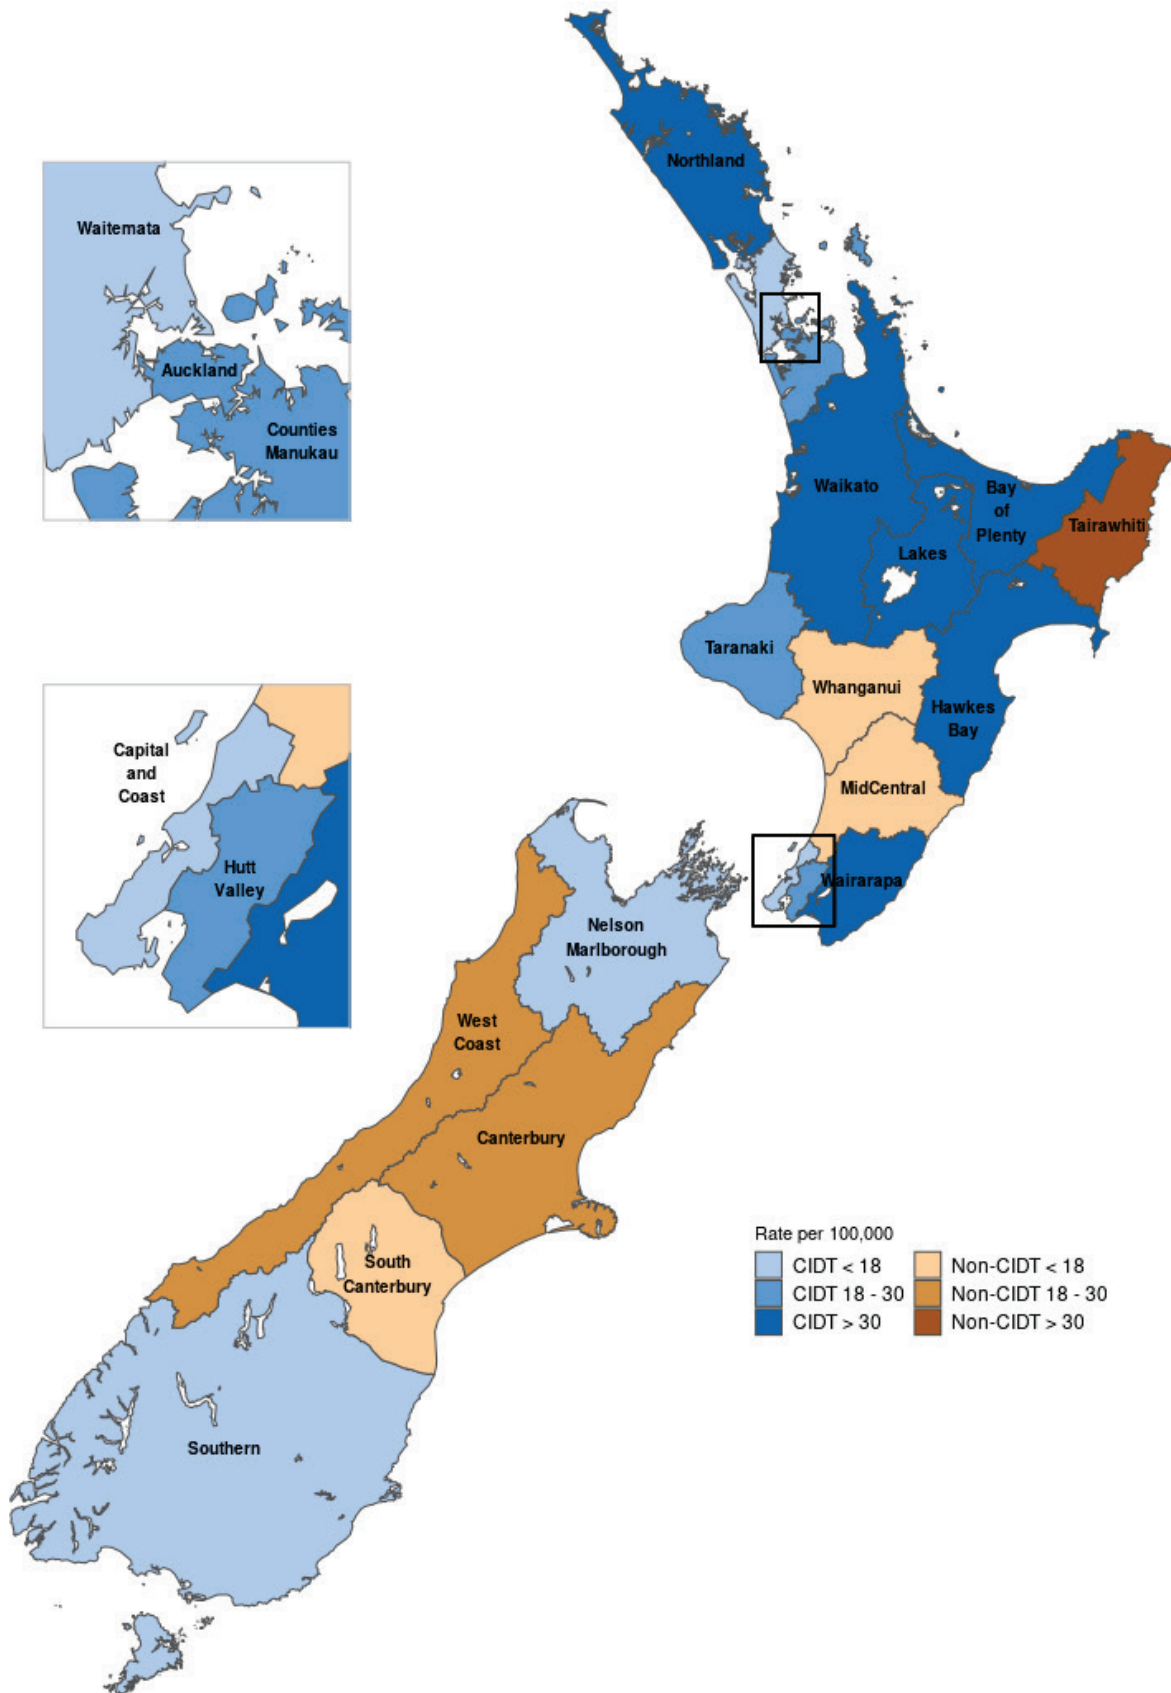 Northland
Waitemata
Auckland
Counties
Manukau
Waikato
Bay
of
Plenty
Tairawhiti
Lakes
Taranaki
Whanganui
Hawkes
Bay
MidCentral
Wairarapa
Capital
and
Coast
Hutt
Valley
Nelson
Marlborough
West
Coast
Canterbury
South
Canterbury
Southern
Rate per 100,000
CIDT < 18
Non-CIDT < 18
CIDT 18 - 30
Non-CIDT 18 - 30
CIDT > 30
Non-CIDT > 30